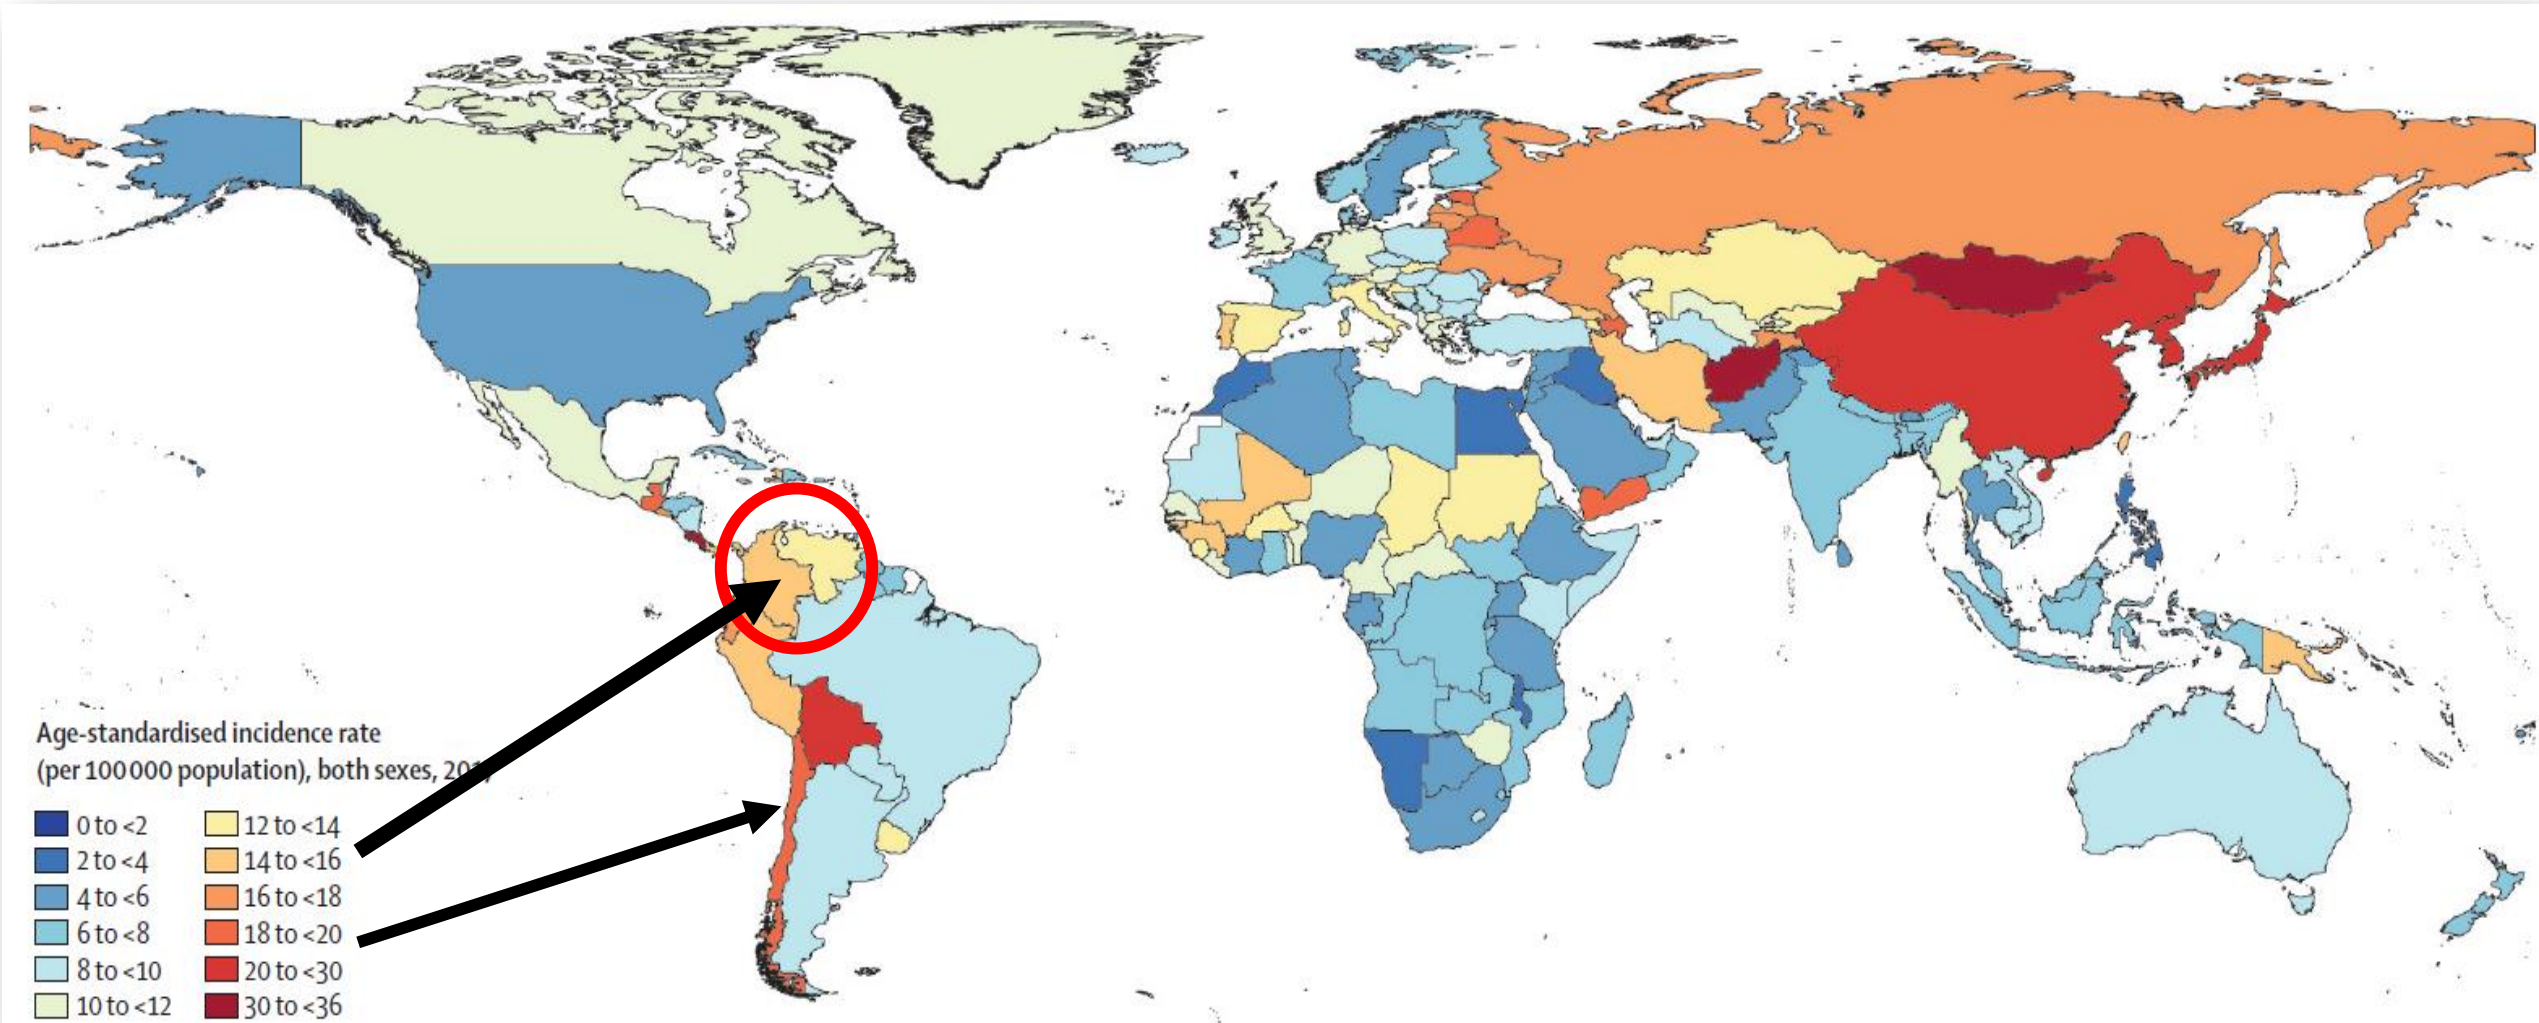 Age-standardised incidence rate
(per 100 000 population), both sexes,
0 to <2
2 to <4
4 to <6
6 to <8
8 to <10
10 to <12
12 to <14
14 to <16
16 to <18
18 to <20
20 to <30
30 to <36